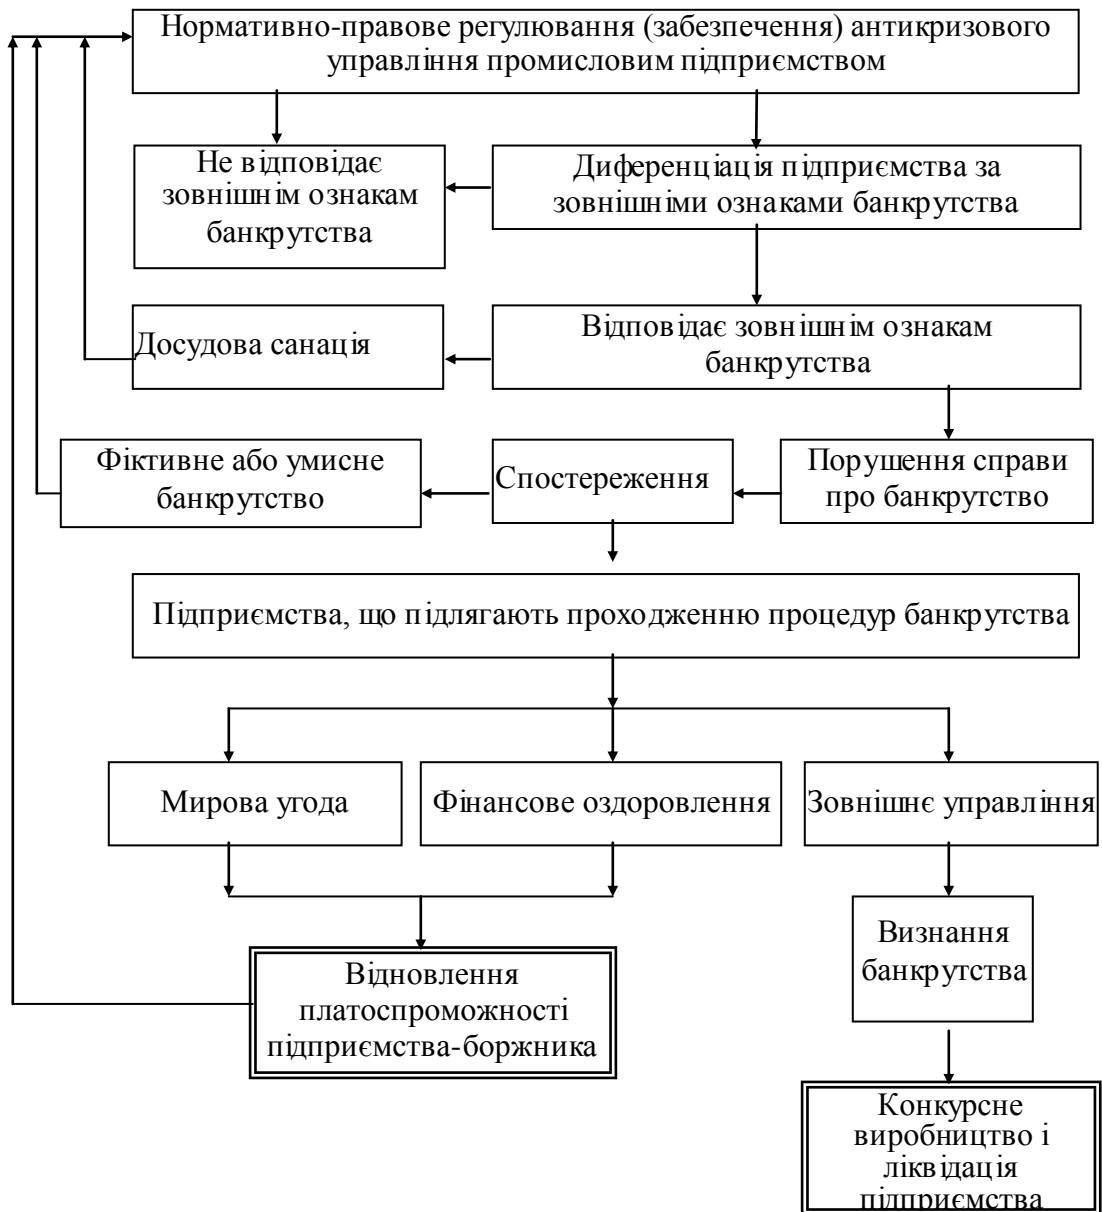 Нормативно-правове регулювання (забезпечення) антикризового
управління промисловим підприємством
Не відповідає
зовнішнім ознакам
банкрутства
Диференціація підприємства за
зовнішніми ознаками банкрутства
Досудова санація
Відповідає зовнішнім ознакам
банкрутства
Фіктивне або умисне
банкрутство
Спостереження
Порушення справи
про банкрутство
Підприємства, що підлягають проходженню процедур банкрутства
Мирова угода
Фінансове оздоровлення
Зовнішнє управління
Визнання
банкрутства
Відновлення
платоспроможності
підприємства-боржника
Конкурсне
виробництво і
ліквідація
підприємства